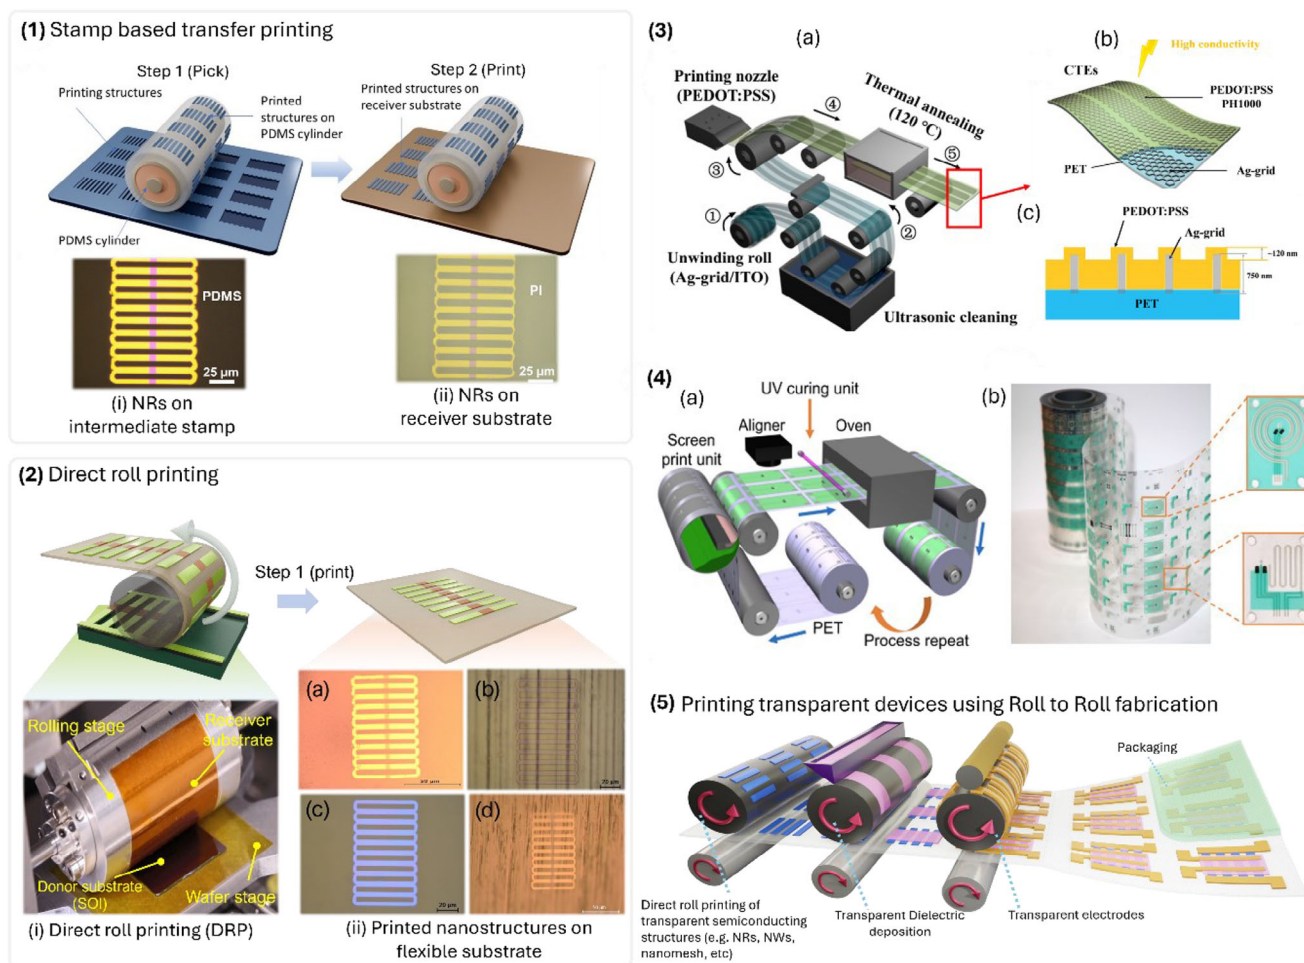 (1) Stamp based transfer printing
Step 1 (Pick)
Printing structures
Printed
structures on
PDMS cylinder
PDMS cylinder
Step 2 (Print)
Printed structures on
receiver substrate
PDMS
25 μm
PI
25 μm
(i) NRs on
intermediate stamp
(ii) NRs on
receiver substrate
(2) Direct roll printing
Step 1 (print)
Rolling stage
Receiver
substrate
Donor substrate
(SOI)
Wafer stage
(i) Direct roll printing (DRP)
(a)
(b)
20 μm
(c)
20 μm
(d)
(ii) Printed nanostructures on
flexible substrate
(3)
(a)
Printing nozzle
(PEDOT:PSS)
④
Thermal annealing
(120 °C)
⑤
③
①
②
Unwinding roll
(Ag-grid/ITO)
Ultrasonic cleaning
(b)
High conductivity
CTEs
PEDOT:PSS
PH1000
PET
Ag-grid
(c)
PEDOT:PSS
Ag-grid
~120 nm
750 nm
PET
(4)
(a)
UV curing unit
Aligner
Oven
Screen
print unit
PET
Process repeat
(b)
(5) Printing transparent devices using Roll to Roll fabrication
Packaging
Direct roll printing of
transparent semiconducting
structures (e.g. NRs, NWs,
nanomesh, etc)
Transparent Dielectric
deposition
Transparent electrodes